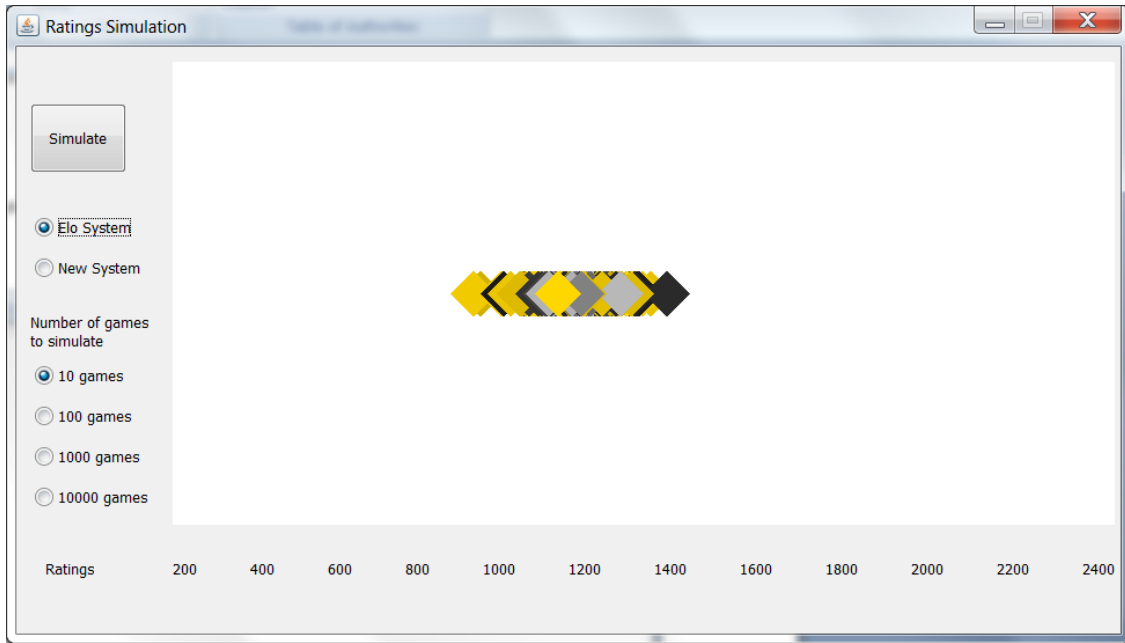 Ratings Simulation
Simulate
Elo System
New System
Number of games
to simulate
10 games
100 games
1000 games
10000 games
Ratings 200 400 600 800 1000 1200 1400 1600 1800 2000 2200 2400